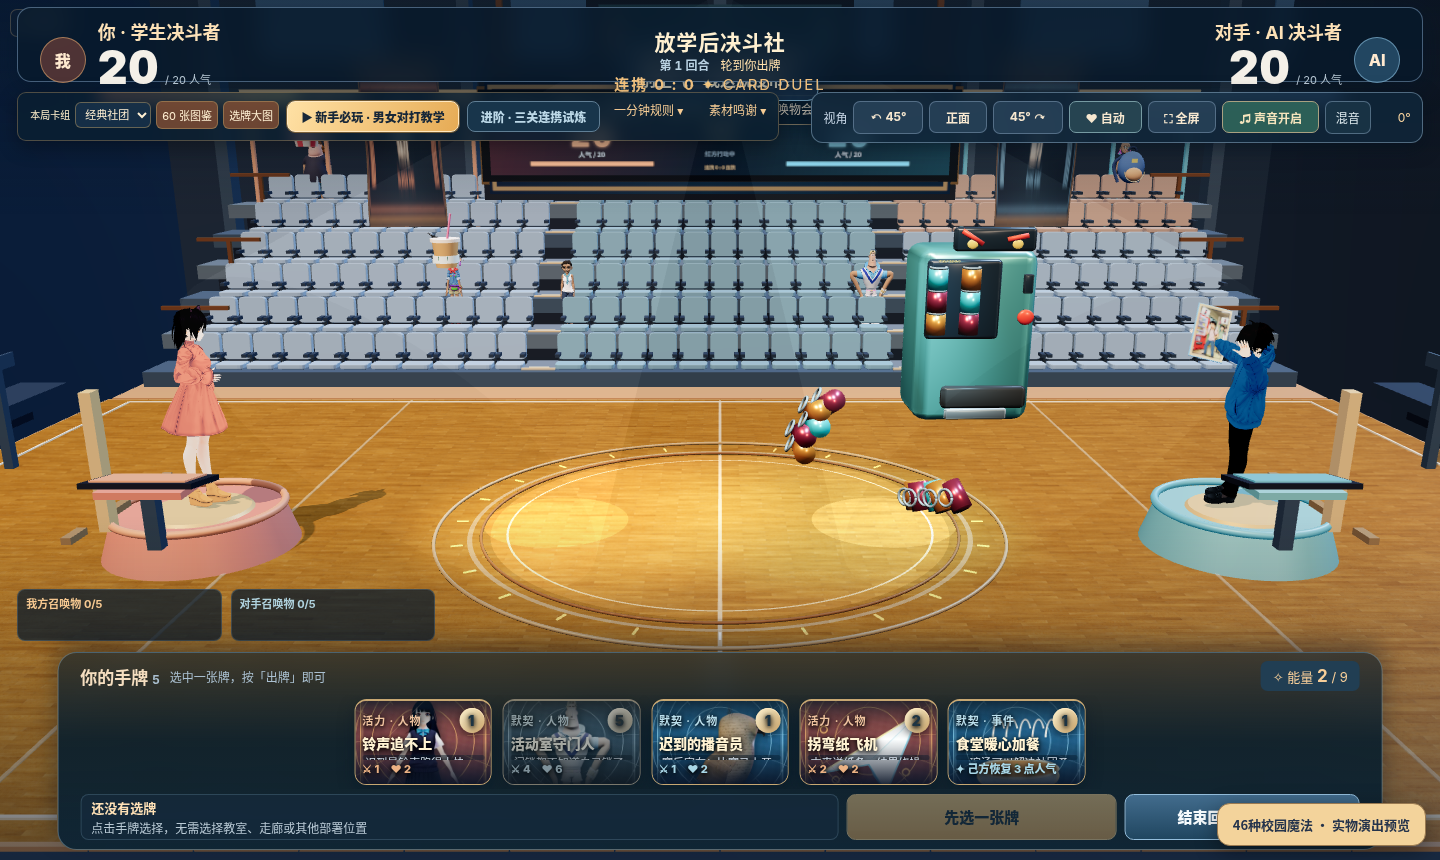 我
你 · 学生决斗者
20 / 20 人气
放学后决斗社
第 1 回合 轮到你出牌
连携 0 : 0 ✦ CARD DUEL
对手 · AI 决斗者
20 / 20 人气
AI
本局卡组 经典社团 60 张图鉴 选牌大图 ▶ 新手必玩 · 男女对打教学 进阶 · 三关连携试炼 一分钟规则 ▾ 素材鸣谢 ▾
唤物会
视角 ↶ 45° 正面 45° ↷ ♥ 自动 ⛶ 全屏 ♫ 声音开启 混音 0°
人气 / 20
人气 / 20
我方召唤物 0/5
对手召唤物 0/5
你的手牌 5 选中一张牌，按「出牌」即可
✧ 能量 2 / 9
活力 · 人物 1
铃声追不上
⚔ 1 ♥ 2
默契 · 人物 5
活动室守门人
⚔ 4 ♥ 6
默契 · 人物 1
迟到的播音员
⚔ 1 ♥ 2
活力 · 人物 2
拐弯纸飞机
⚔ 2 ♥ 2
默契 · 事件 1
食堂暖心加餐
✦ 己方恢复 3 点人气
还没有选牌
点击手牌选择，无需选择教室、走廊或其他部署位置
先选一张牌
结束回
46种校园魔法 · 实物演出预览